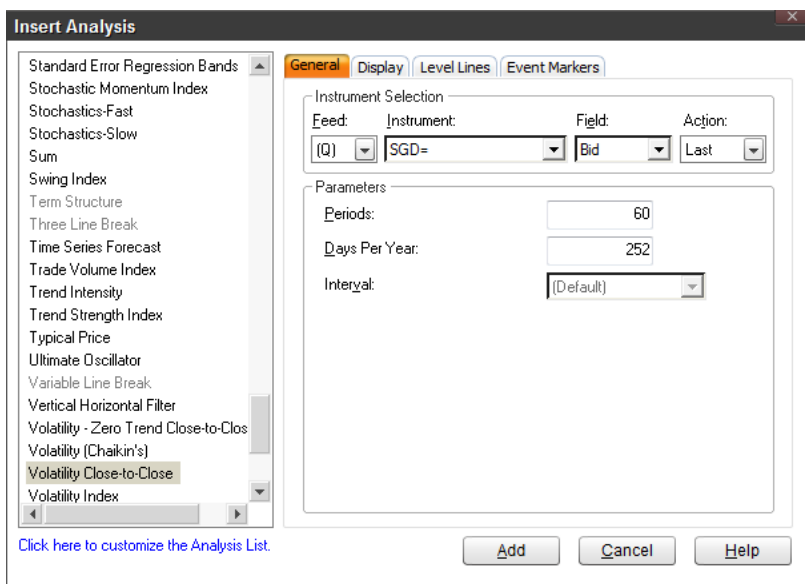 Insert Analysis
Standard Error Regression Bands
Stochastic Momentum Index
Stochastics-Fast
Stochastics-Slow
Sum
Swing Index
Term Structure
Three Line Break
Time Series Forecast
Trade Volume Index
Trend Intensity
Trend Strength Index
Typical Price
Ultimate Oscillator
Variable Line Break
Vertical Horizontal Filter
Volatility - Zero Trend Close-to-Clos
Volatility (Chaikin's)
Volatility Close-to-Close
Volatility Index
Click here to customize the Analysis List.
General Display Level Lines Event Markers
Instrument Selection
Feed: Instrument: Field: Action:
(Q) SGD= Bid Last
Parameters
Periods: 60
Days Per Year: 252
Interval: (Default)
Add Cancel Help